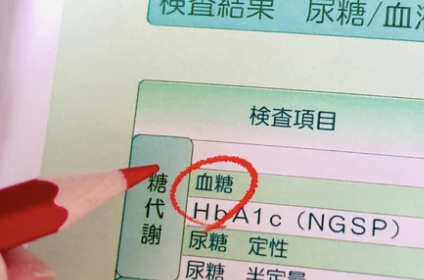 検査結果 尿糖/血液
検査項目
糖代謝
血糖
HbA1c(NGSP)
尿糖 定性
尿糖 半定量